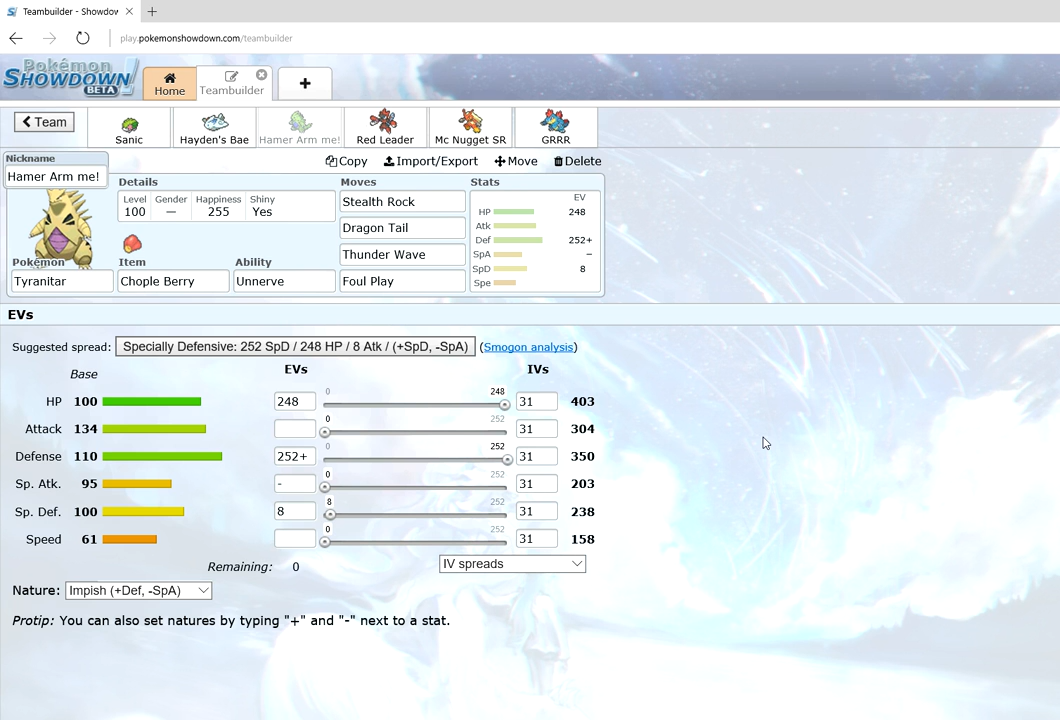 Teambuilder - Showdow
play.pokemonshowdown.com/teambuilder
Pokémon
SHOWDOWN!
BETA
Home
Teambuilder
Team
Sanic
Hayden's Bae
Hamer Arm me!
Red Leader
Mc Nugget SR
GRRR
Copy
Import/Export
Move
Delete
Nickname
Hamer Arm me!
Details
Level Gender Happiness Shiny
100 — 255 Yes
Pokémon
Tyranitar
Item
Chople Berry
Ability
Unnerve
Moves
Stealth Rock
Dragon Tail
Thunder Wave
Foul Play
Stats
EV
HP 248
Atk
Def 252+
SpA –
SpD 8
Spe
EVs
Suggested spread: Specially Defensive: 252 SpD / 248 HP / 8 Atk / (+SpD, -SpA) (Smogon analysis)
Base EVs IVs
HP 100 248 0 248 31 403
Attack 134 0 252 31 304
Defense 110 252+ 0 252 31 350
Sp. Atk. 95 - 0 252 31 203
Sp. Def. 100 8 8 252 31 238
Speed 61 0 252 31 158
Remaining: 0
IV spreads
Nature: Impish (+Def, -SpA)
Protip: You can also set natures by typing "+" and "-" next to a stat.